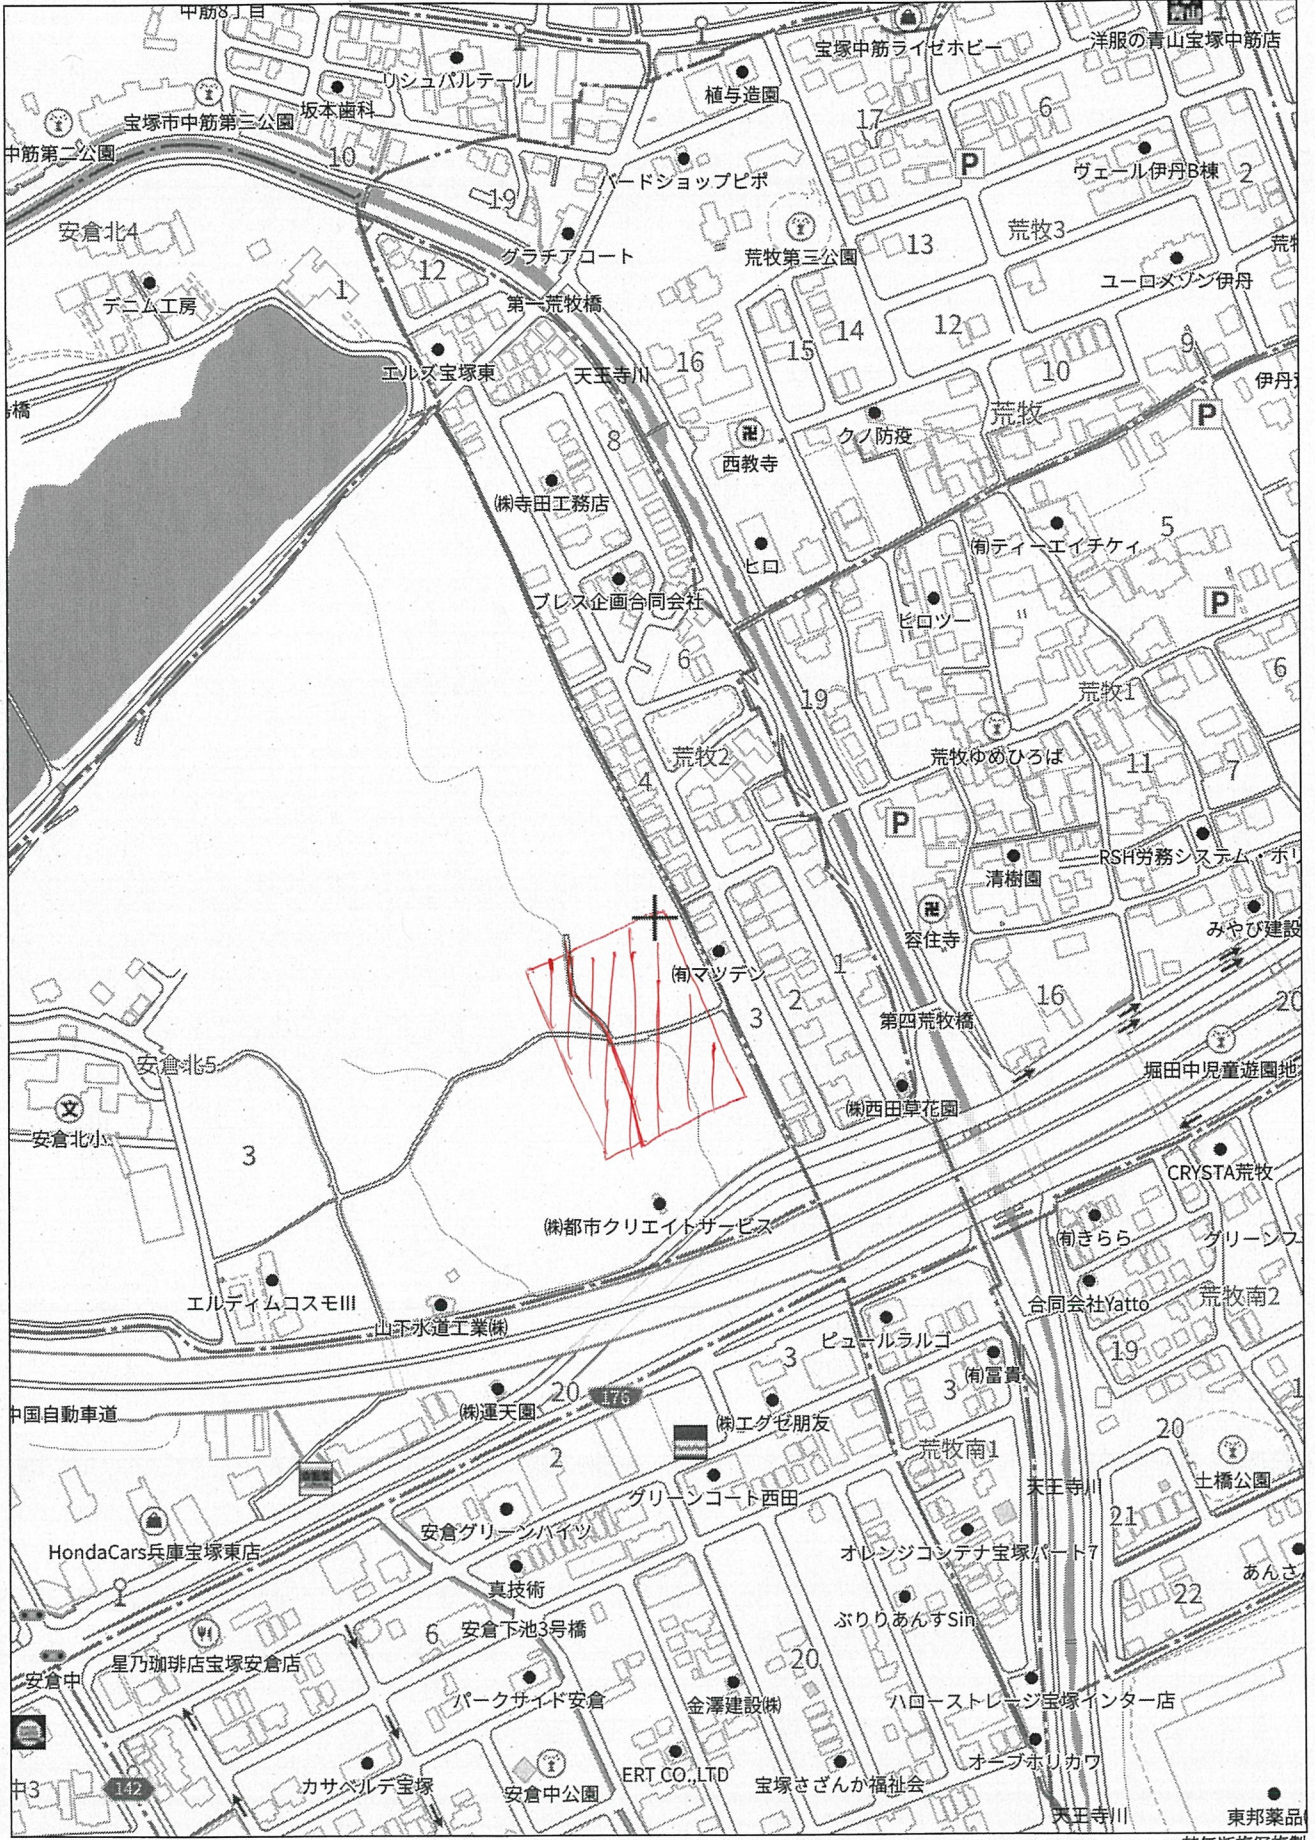 中筋8丁目
宝塚中筋ライゼホビー
洋服の青山宝塚中筋店
リシュパルテール
植与造園
坂本歯科
宝塚市中筋第三公園
中筋第二公園
17
6
P
10
バードショップピポ
ヴェール伊丹B棟
2
19
安倉北4
グラチアコート
荒牧第三公園
13
荒牧3
12
ユーロメゾン伊丹
デニム工房
1
第一荒牧橋
14
12
15
9
エルズ宝塚東
天王寺川
16
10
伊丹
橋
荒牧
P
8
クノ防疫
西教寺
㈱寺田工務店
5
㈲ティーエイチケイ
ヒロ
ブレス企画合同会社
P
ヒロツー
6
6
荒牧1
19
荒牧2
荒牧ゆめひろば
11
7
4
P
RSH労務システム・ホリ
清樹園
容住寺
みやび建設
㈲マツデン
1
2
16
20
3
第四荒牧橋
安倉北5
堀田中児童遊園地
㈱西田草花園
安倉北小
3
CRYSTA荒牧
㈱都市クリエイトサービス
㈲きらら
グリーンフ
エルディムコスモIII
合同会社Yatto
荒牧南2
山下水道工業㈱
ピュールラルゴ
3
19
㈲富貴
3
20
176
㈱運天園
中国自動車道
㈱エグゼ朋友
荒牧南1
20
2
土橋公園
天王寺川
グリーンコート西田
21
安倉グリーンハイツ
HondaCars兵庫宝塚東店
オレンジコンテナ宝塚パート7
あんさ
真技術
22
ぶりりあんすSin
6
安倉下池3号橋
星乃珈琲店宝塚安倉店
20
安倉中
パークサイド安倉
金澤建設㈱
ハローストレージ宝塚インター店
オーブホリカワ
ERT CO.,LTD
中3
142
カサベルデ宝塚
安倉中公園
宝塚さざんか福祉会
天王寺川
東邦薬品